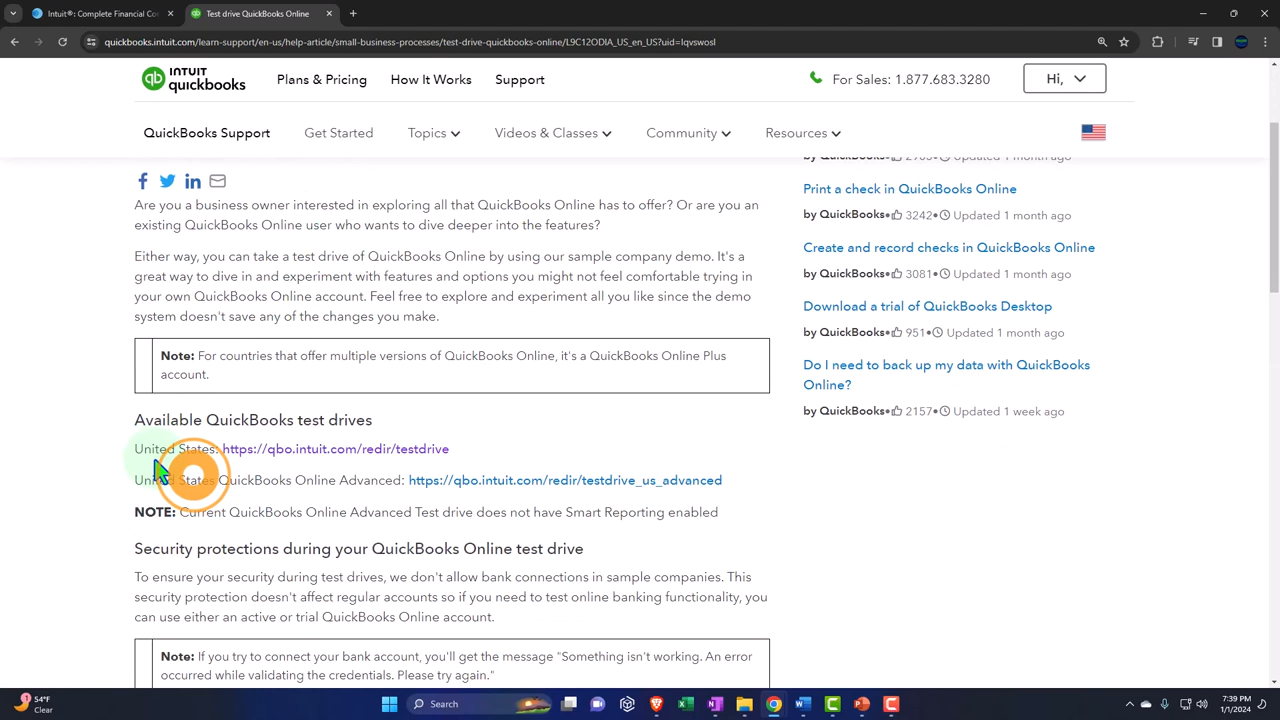 Intuit®: Complete Financial Co
Test drive QuickBooks Online
quickbooks.intuit.com/learn-support/en-us/help-article/small-business-processes/test-drive-quickbooks-online/L9C12ODIA_US_en_US?uid=lqvswosl
INTUIT
quickbooks
Plans & Pricing
How It Works
Support
For Sales: 1.877.683.3280
Hi,
QuickBooks Support
Get Started
Topics
Videos & Classes
Community
Resources
by QuickBooks• Updated 1 month ago
Print a check in QuickBooks Online
by QuickBooks• 3242• Updated 1 month ago
Create and record checks in QuickBooks Online
by QuickBooks• 3081• Updated 1 month ago
Download a trial of QuickBooks Desktop
by QuickBooks• 951• Updated 1 month ago
Do I need to back up my data with QuickBooks
Online?
by QuickBooks• 2157• Updated 1 week ago
Are you a business owner interested in exploring all that QuickBooks Online has to offer? Or are you an
existing QuickBooks Online user who wants to dive deeper into the features?
Either way, you can take a test drive of QuickBooks Online by using our sample company demo. It's a
great way to dive in and experiment with features and options you might not feel comfortable trying in
your own QuickBooks Online account. Feel free to explore and experiment all you like since the demo
system doesn't save any of the changes you make.
Note: For countries that offer multiple versions of QuickBooks Online, it's a QuickBooks Online Plus
account.
Available QuickBooks test drives
United States: https://qbo.intuit.com/redir/testdrive
United States QuickBooks Online Advanced: https://qbo.intuit.com/redir/testdrive_us_advanced
NOTE: Current QuickBooks Online Advanced Test drive does not have Smart Reporting enabled
Security protections during your QuickBooks Online test drive
To ensure your security during test drives, we don't allow bank connections in sample companies. This
security protection doesn't affect regular accounts so if you need to test online banking functionality, you
can use either an active or trial QuickBooks Online account.
Note: If you try to connect your bank account, you'll get the message "Something isn't working. An error
occurred while validating the credentials. Please try again."
54°F
Clear
Search
7:39 PM
1/1/2024